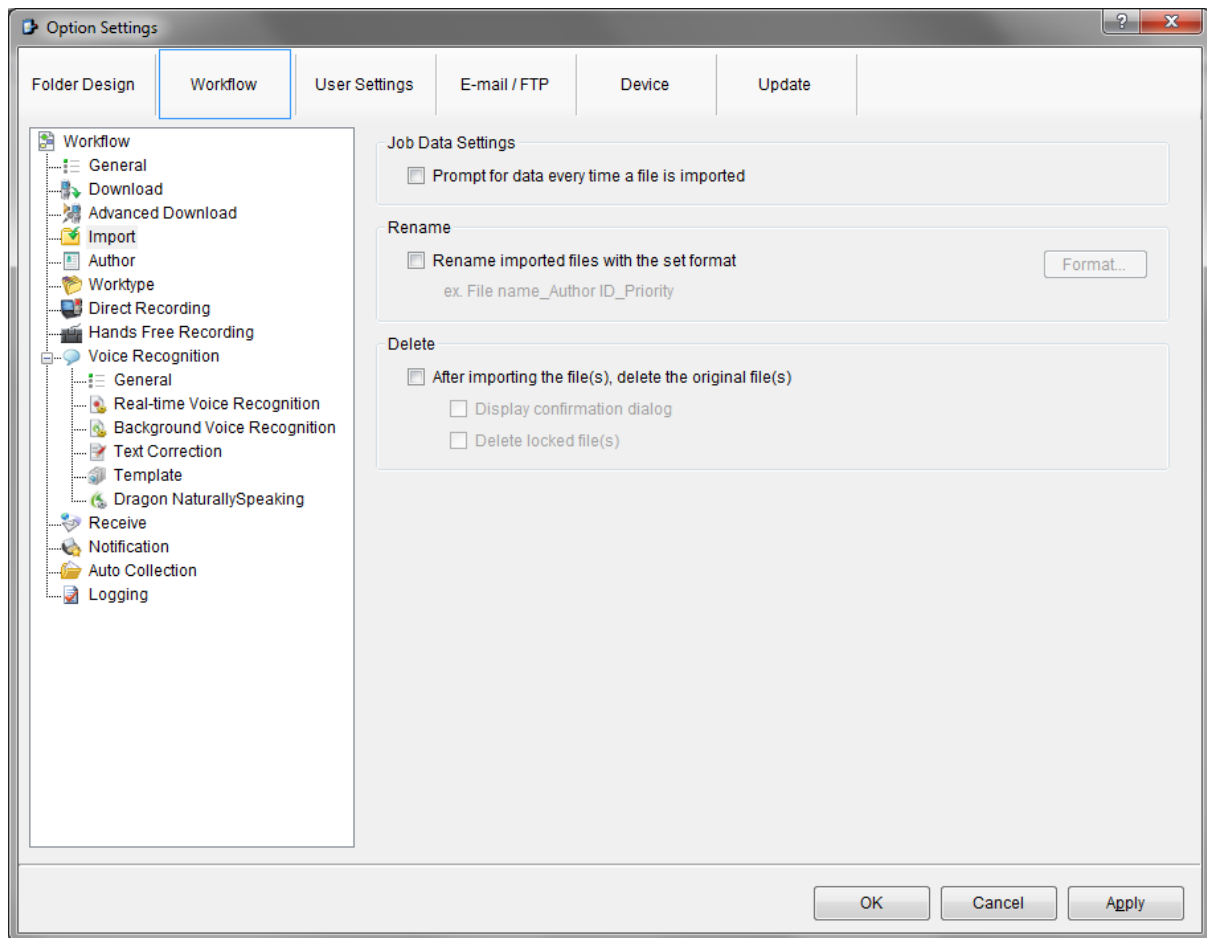 Option Settings
?
X
Folder Design
Workflow
User Settings
E-mail / FTP
Device
Update
Workflow
General
Download
Advanced Download
Import
Author
Worktype
Direct Recording
Hands Free Recording
Voice Recognition
General
Real-time Voice Recognition
Background Voice Recognition
Text Correction
Template
Dragon NaturallySpeaking
Receive
Notification
Auto Collection
Logging
Job Data Settings
Prompt for data every time a file is imported
Rename
Rename imported files with the set format
Format...
ex. File name_Author ID_Priority
Delete
After importing the file(s), delete the original file(s)
Display confirmation dialog
Delete locked file(s)
OK
Cancel
Apply